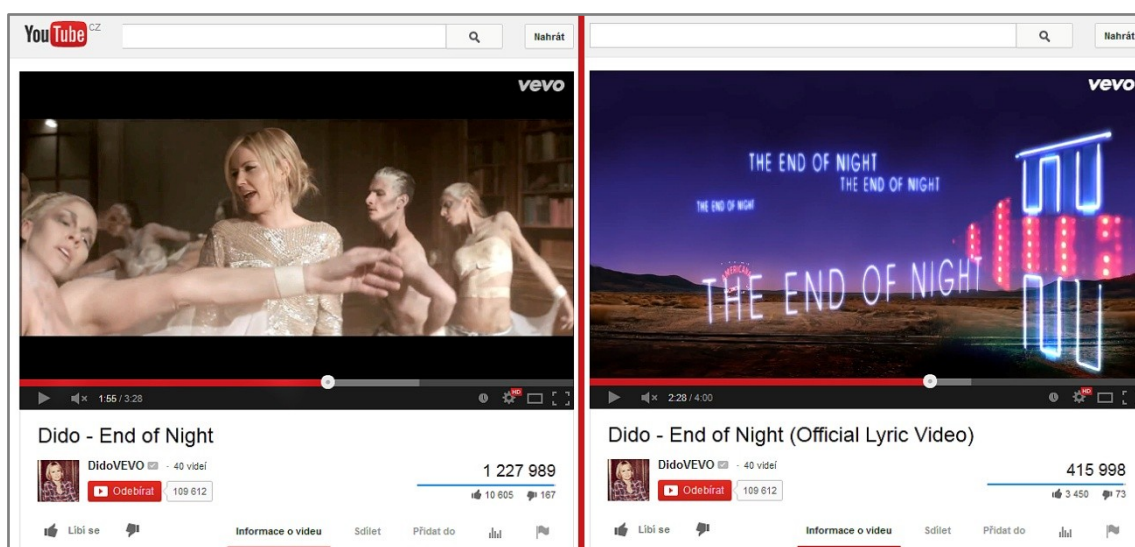 YouTube CZ
Nahrát
vevo
1:55 / 3:28
HD
Dido - End of Night
DidoVEVO · 40 videí
Odebírat 109 612
1 227 989
10 605 167
Líbí se
Informace o videu Sdílet Přidat do
Nahrát
vevo
THE END OF NIGHT
THE END OF NIGHT
THE END OF NIGHT
AMERICANA
THE END OF NIGHT
2:28 / 4:00
HD
Dido - End of Night (Official Lyric Video)
DidoVEVO · 40 videí
Odebírat 109 612
415 998
3 450 73
Líbí se
Informace o videu Sdílet Přidat do